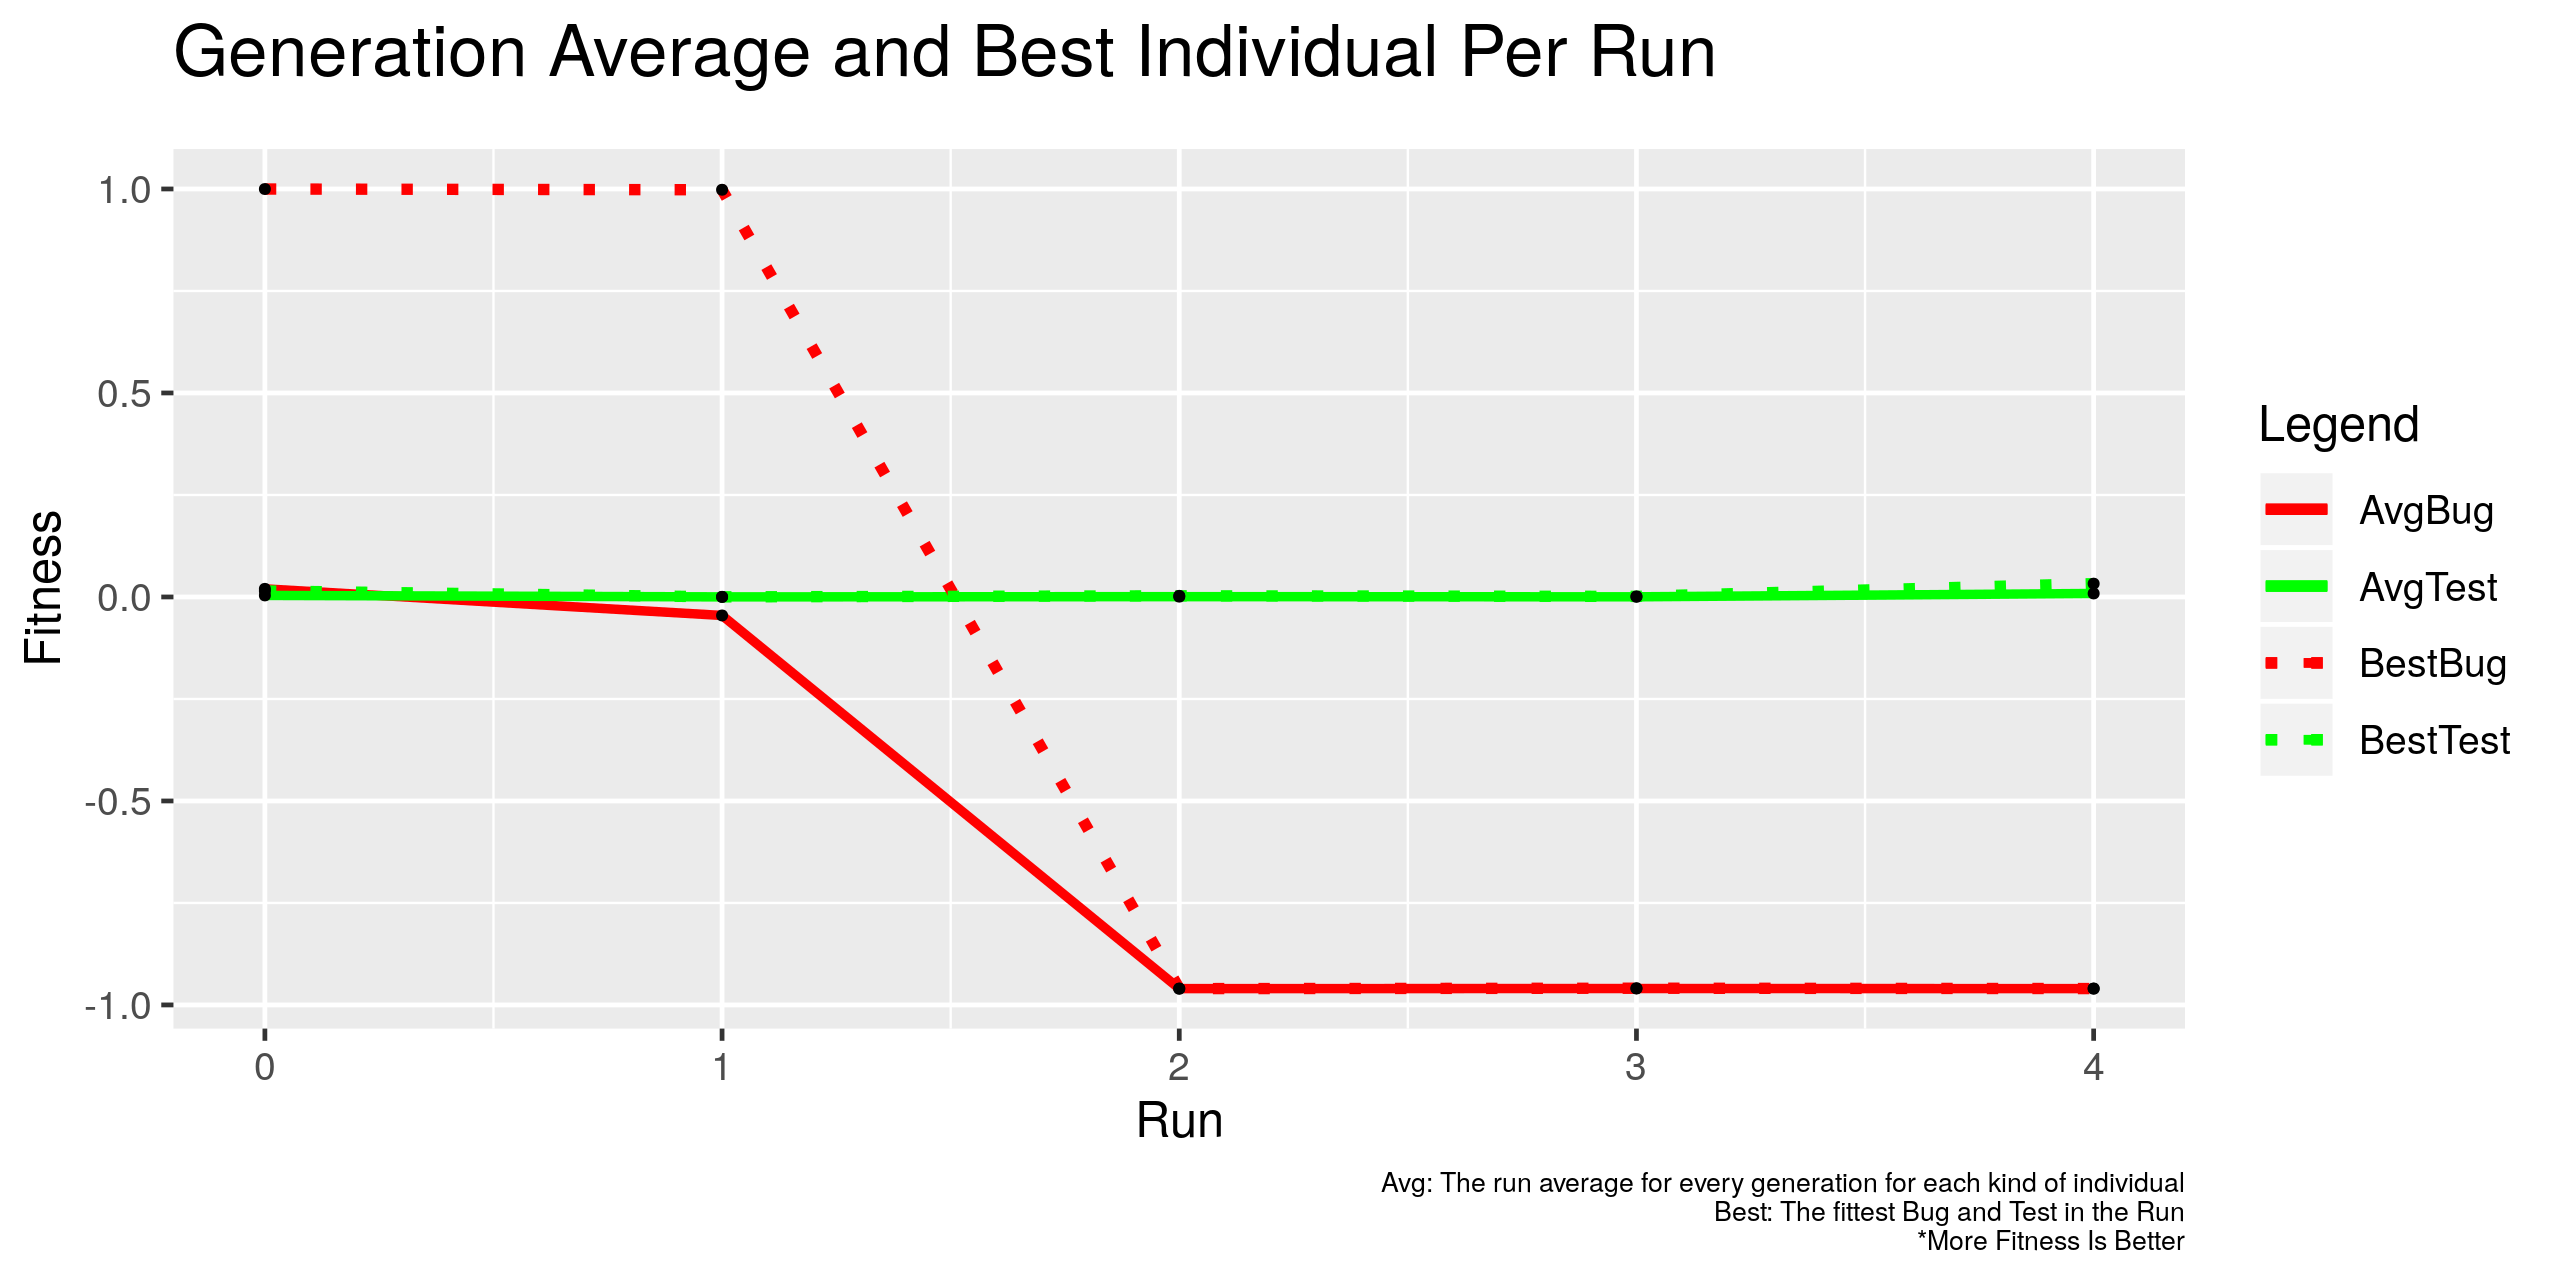 Generation Average and Best Individual Per Run
Fitness
1.0
0.5
0.0
-0.5
-1.0
0
1
2
3
4
Run
Legend
AvgBug
AvgTest
BestBug
BestTest
Avg: The run average for every generation for each kind of individual
Best: The fittest Bug and Test in the Run
*More Fitness Is Better